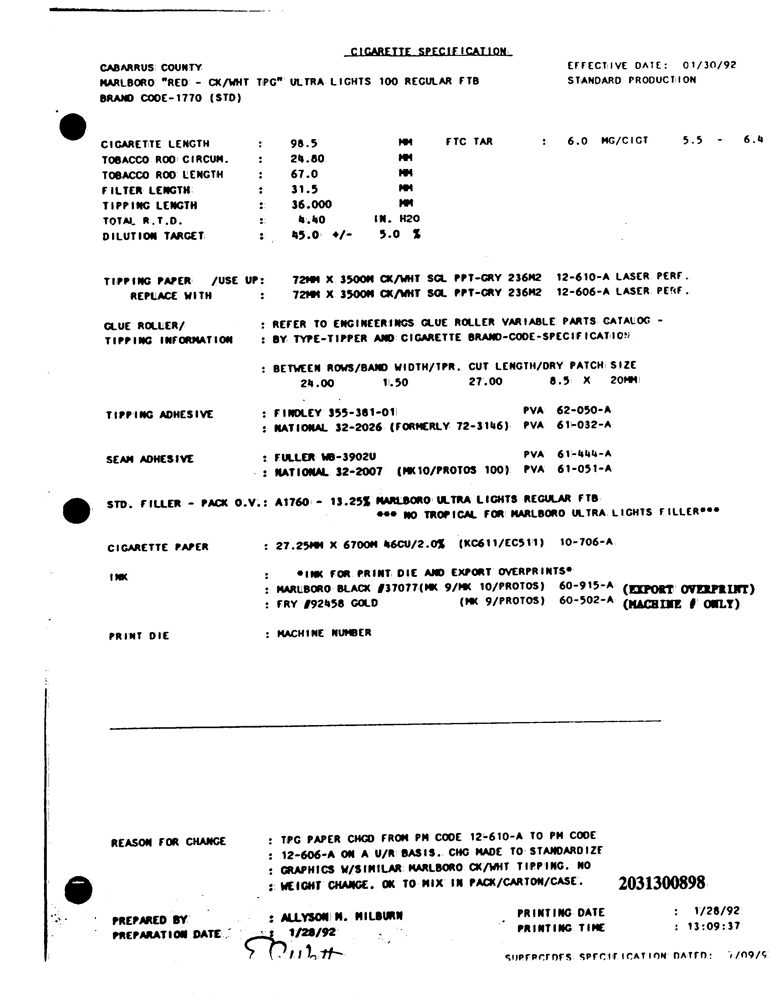 CIGARETTE SPECIFICATION
CABARRUS COUNTY EFFECTIVE DATE: 01/30/92
MARLBORO "RED - CK/WHT TPG" ULTRA LIGHTS 100 REGULAR FTB STANDARD PRODUCTION
BRAND CODE-1770 (STD)
CIGARETTE LENGTH : 98.5 MM FTC TAR : 6.0 MG/CIGT 5.5 - 6.4
TOBACCO ROD CIRCUM. : 24.80 MM
TOBACCO ROD LENGTH : 67.0 MM
FILTER LENGTH : 31.5 MM
TIPPING LENGTH : 36.000 MM
TOTAL R.T.D. : 4.40 IN. H2O
DILUTION TARGET : 45.0 +/- 5.0 %
TIPPING PAPER /USE UP: 72MM X 3500M CK/WHT SGL PPT-GRY 236M2 12-610-A LASER PERF.
REPLACE WITH : 72MM X 3500M CK/WHT SGL PPT-GRY 236M2 12-606-A LASER PERF.
GLUE ROLLER/ : REFER TO ENGINEERINGS GLUE ROLLER VARIABLE PARTS CATALOG -
TIPPING INFORMATION : BY TYPE-TIPPER AND CIGARETTE BRAND-CODE-SPECIFICATION
: BETWEEN ROWS/BAND WIDTH/TPR. CUT LENGTH/DRY PATCH SIZE
24.00 1.50 27.00 8.5 X 20MM
TIPPING ADHESIVE : FINDLEY 355-381-01 PVA 62-050-A
: NATIONAL 32-2026 (FORMERLY 72-3146) PVA 61-032-A
SEAM ADHESIVE : FULLER WB-3902U PVA 61-444-A
: NATIONAL 32-2007 (MK10/PROTOS 100) PVA 61-051-A
STD. FILLER - PACK O.V.: A1760 - 13.25% MARLBORO ULTRA LIGHTS REGULAR FTB
*** NO TROPICAL FOR MARLBORO ULTRA LIGHTS FILLER***
CIGARETTE PAPER : 27.25MM X 6700M 46CU/2.0% (KC611/EC511) 10-706-A
INK : *INK FOR PRINT DIE AND EXPORT OVERPRINTS*
: MARLBORO BLACK #37077(MK 9/MK 10/PROTOS) 60-915-A (EXPORT OVERPRINT)
: FRY #92458 GOLD (MK 9/PROTOS) 60-502-A (MACHINE # ONLY)
PRINT DIE : MACHINE NUMBER
REASON FOR CHANGE : TPG PAPER CHGD FROM PM CODE 12-610-A TO PM CODE
: 12-606-A ON A U/R BASIS. CHG MADE TO STANDARDIZE
: GRAPHICS W/SIMILAR MARLBORO CK/WHT TIPPING. NO
: WEIGHT CHANGE. OK TO MIX IN PACK/CARTON/CASE. 2031300898
PREPARED BY : ALLYSON M. MILBURN PRINTING DATE : 1/28/92
PREPARATION DATE : 1/28/92 PRINTING TIME : 13:09:37
SUPERCEDES SPECIFICATION DATED: